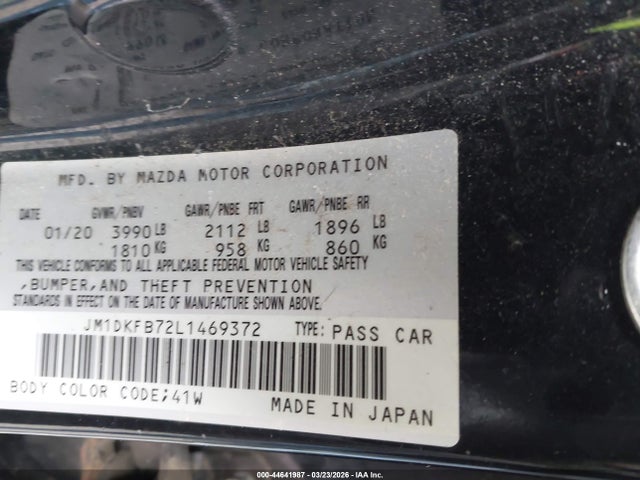 MFD. BY MAZDA MOTOR CORPORATION
DATE GVWR/PNBV GAWR/PNBE FRT GAWR/PNBE RR
01/20 3990 LB 2112 LB 1896 LB
1810 KG 958 KG 860 KG
THIS VEHICLE CONFORMS TO ALL APPLICABLE FEDERAL MOTOR VEHICLE SAFETY
,BUMPER,AND THEFT PREVENTION
STANDARDS IN EFFECT ON THE DATE OF MANUFACTURE SHOWN ABOVE.
JM1DKFB72L1469372 TYPE: PASS CAR
BODY COLOR CODE;41W
MADE IN JAPAN
000-44641987 - 03/23/2026 - IAA Inc.